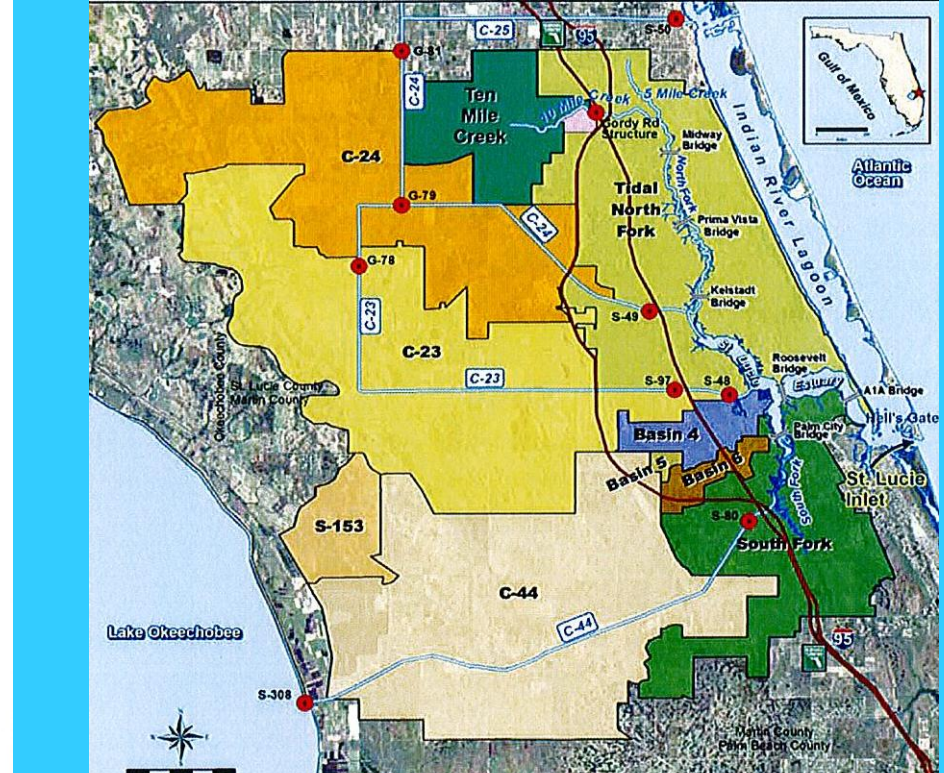 C-25
S-50
95
G-81
C-24
Ten
Mile
Creek
10 Mile Creek
5 Mile Creek
Gordy Rd
Structure
Midway
Bridge
Gulf of Mexico
Atlantic
Ocean
Indian River Lagoon
C-24
G-79
Tidal
North
Fork
North Fork
C-24
Prima Vista
Bridge
G-78
Kelstadt
Bridge
S-49
C-23
C-23
St. Lucie
Estuary
Roosevelt
Bridge
Okeechobee County
St. Lucie County
Martin County
C-23
S-97
S-48
A1A Bridge
Hell's Gate
Basin 4
Palm City
Bridge
Basin 5
Basin 6
South Fork
St. Lucie
Inlet
S-153
S-80
South Fork
C-44
C-44
Lake Okeechobee
95
S-308
Martin County
Palm Beach County